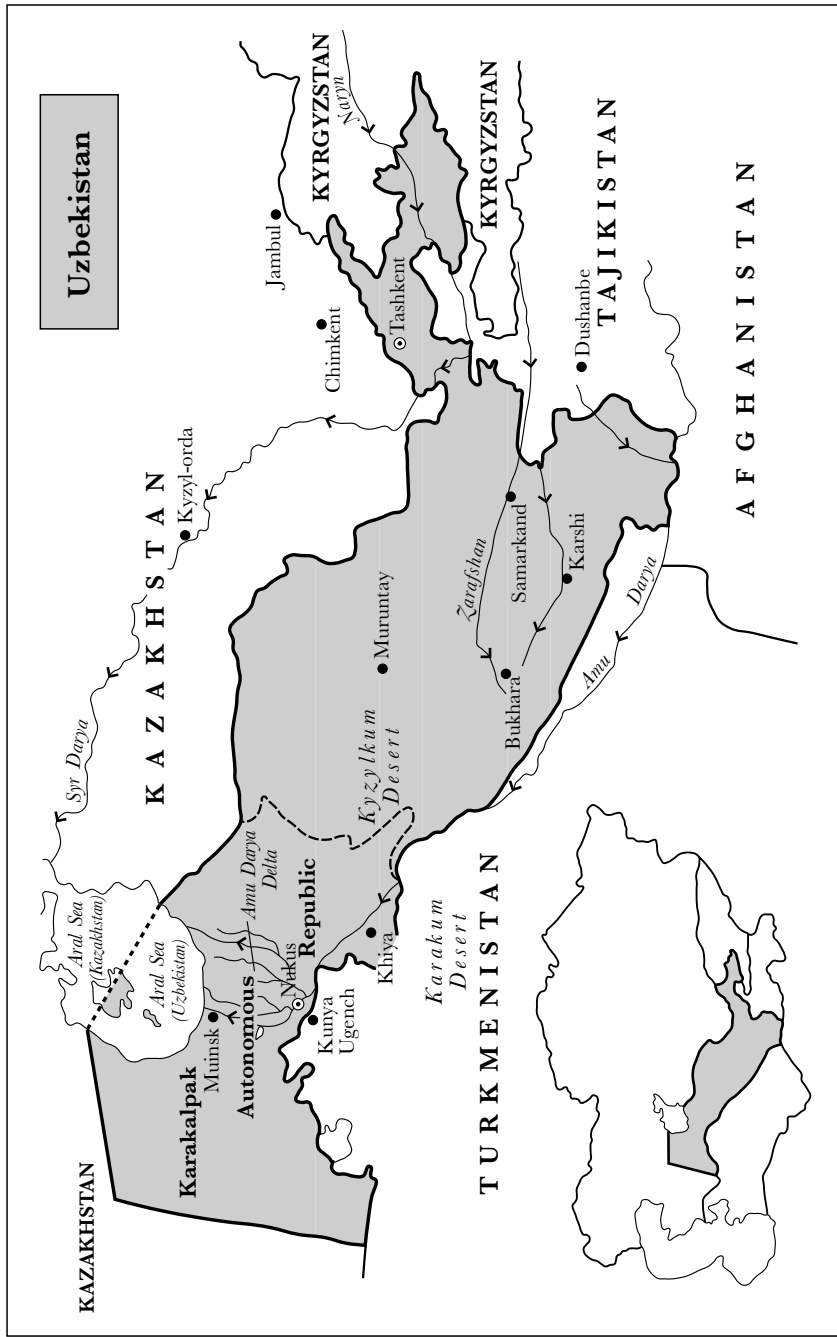 Uzbekistan
KAZAKHSTAN
KAZAKHSTAN
Syr Darya
Kyzyl-orda
Chimkent
Jambul
KYRGYZSTAN
Naryn
Tashkent
KYRGYZSTAN
TAJIKISTAN
Dushanbe
AFGHANISTAN
Aral Sea
(Kazakhstan)
Aral Sea
(Uzbekistan)
Karakalpak
Muinsk
Autonomous
Amu Darya
Delta
Nukus
Republic
Kunya
Ugench
Khiya
Kyzylkum
Desert
Muruntay
Zarafshan
Samarkand
Bukhara
Karshi
Amu
Darya
Karakum
Desert
TURKMENISTAN